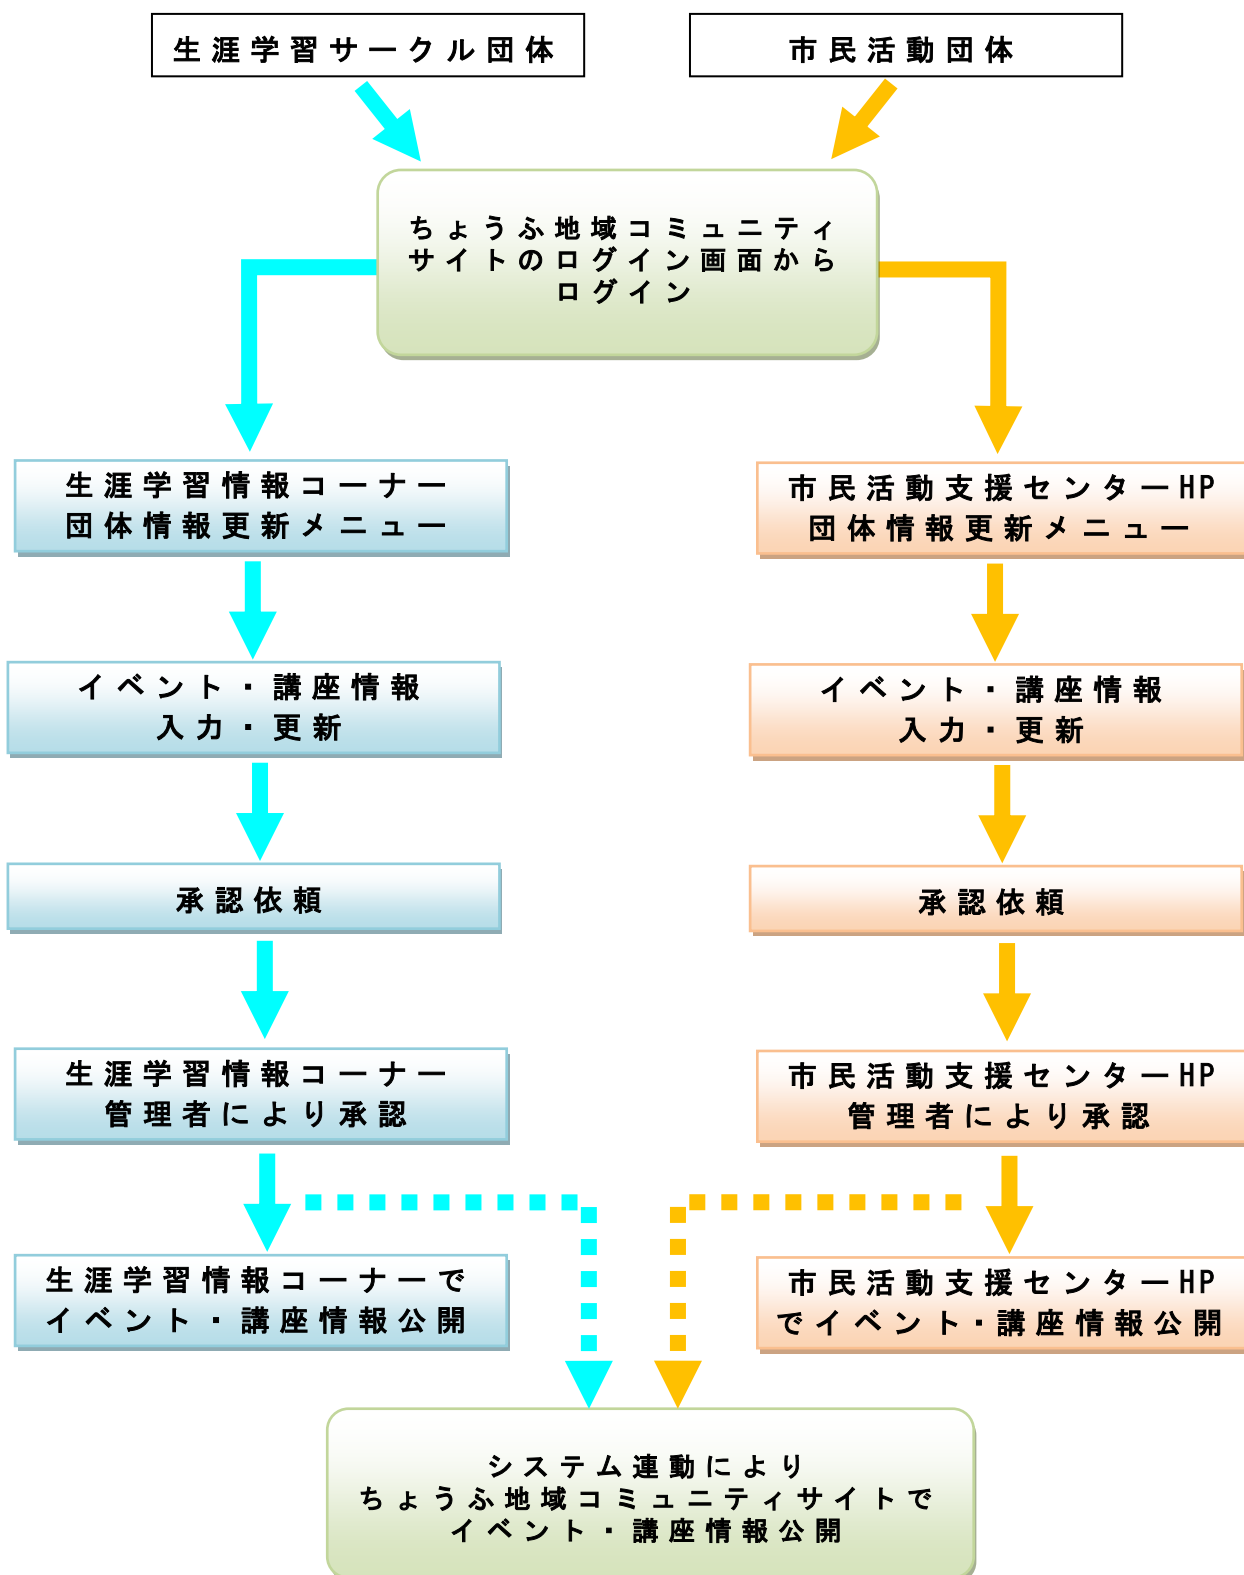 生涯学習サークル団体
市民活動団体
ちょうふ地域コミュニティ
サイトのログイン画面から
ログイン
生涯学習情報コーナー
団体情報更新メニュー
市民活動支援センターHP
団体情報更新メニュー
イベント・講座情報
入力・更新
イベント・講座情報
入力・更新
承認依頼
承認依頼
生涯学習情報コーナー
管理者により承認
市民活動支援センターHP
管理者により承認
生涯学習情報コーナーで
イベント・講座情報公開
市民活動支援センターHP
でイベント・講座情報公開
システム連動により
ちょうふ地域コミュニティサイトで
イベント・講座情報公開